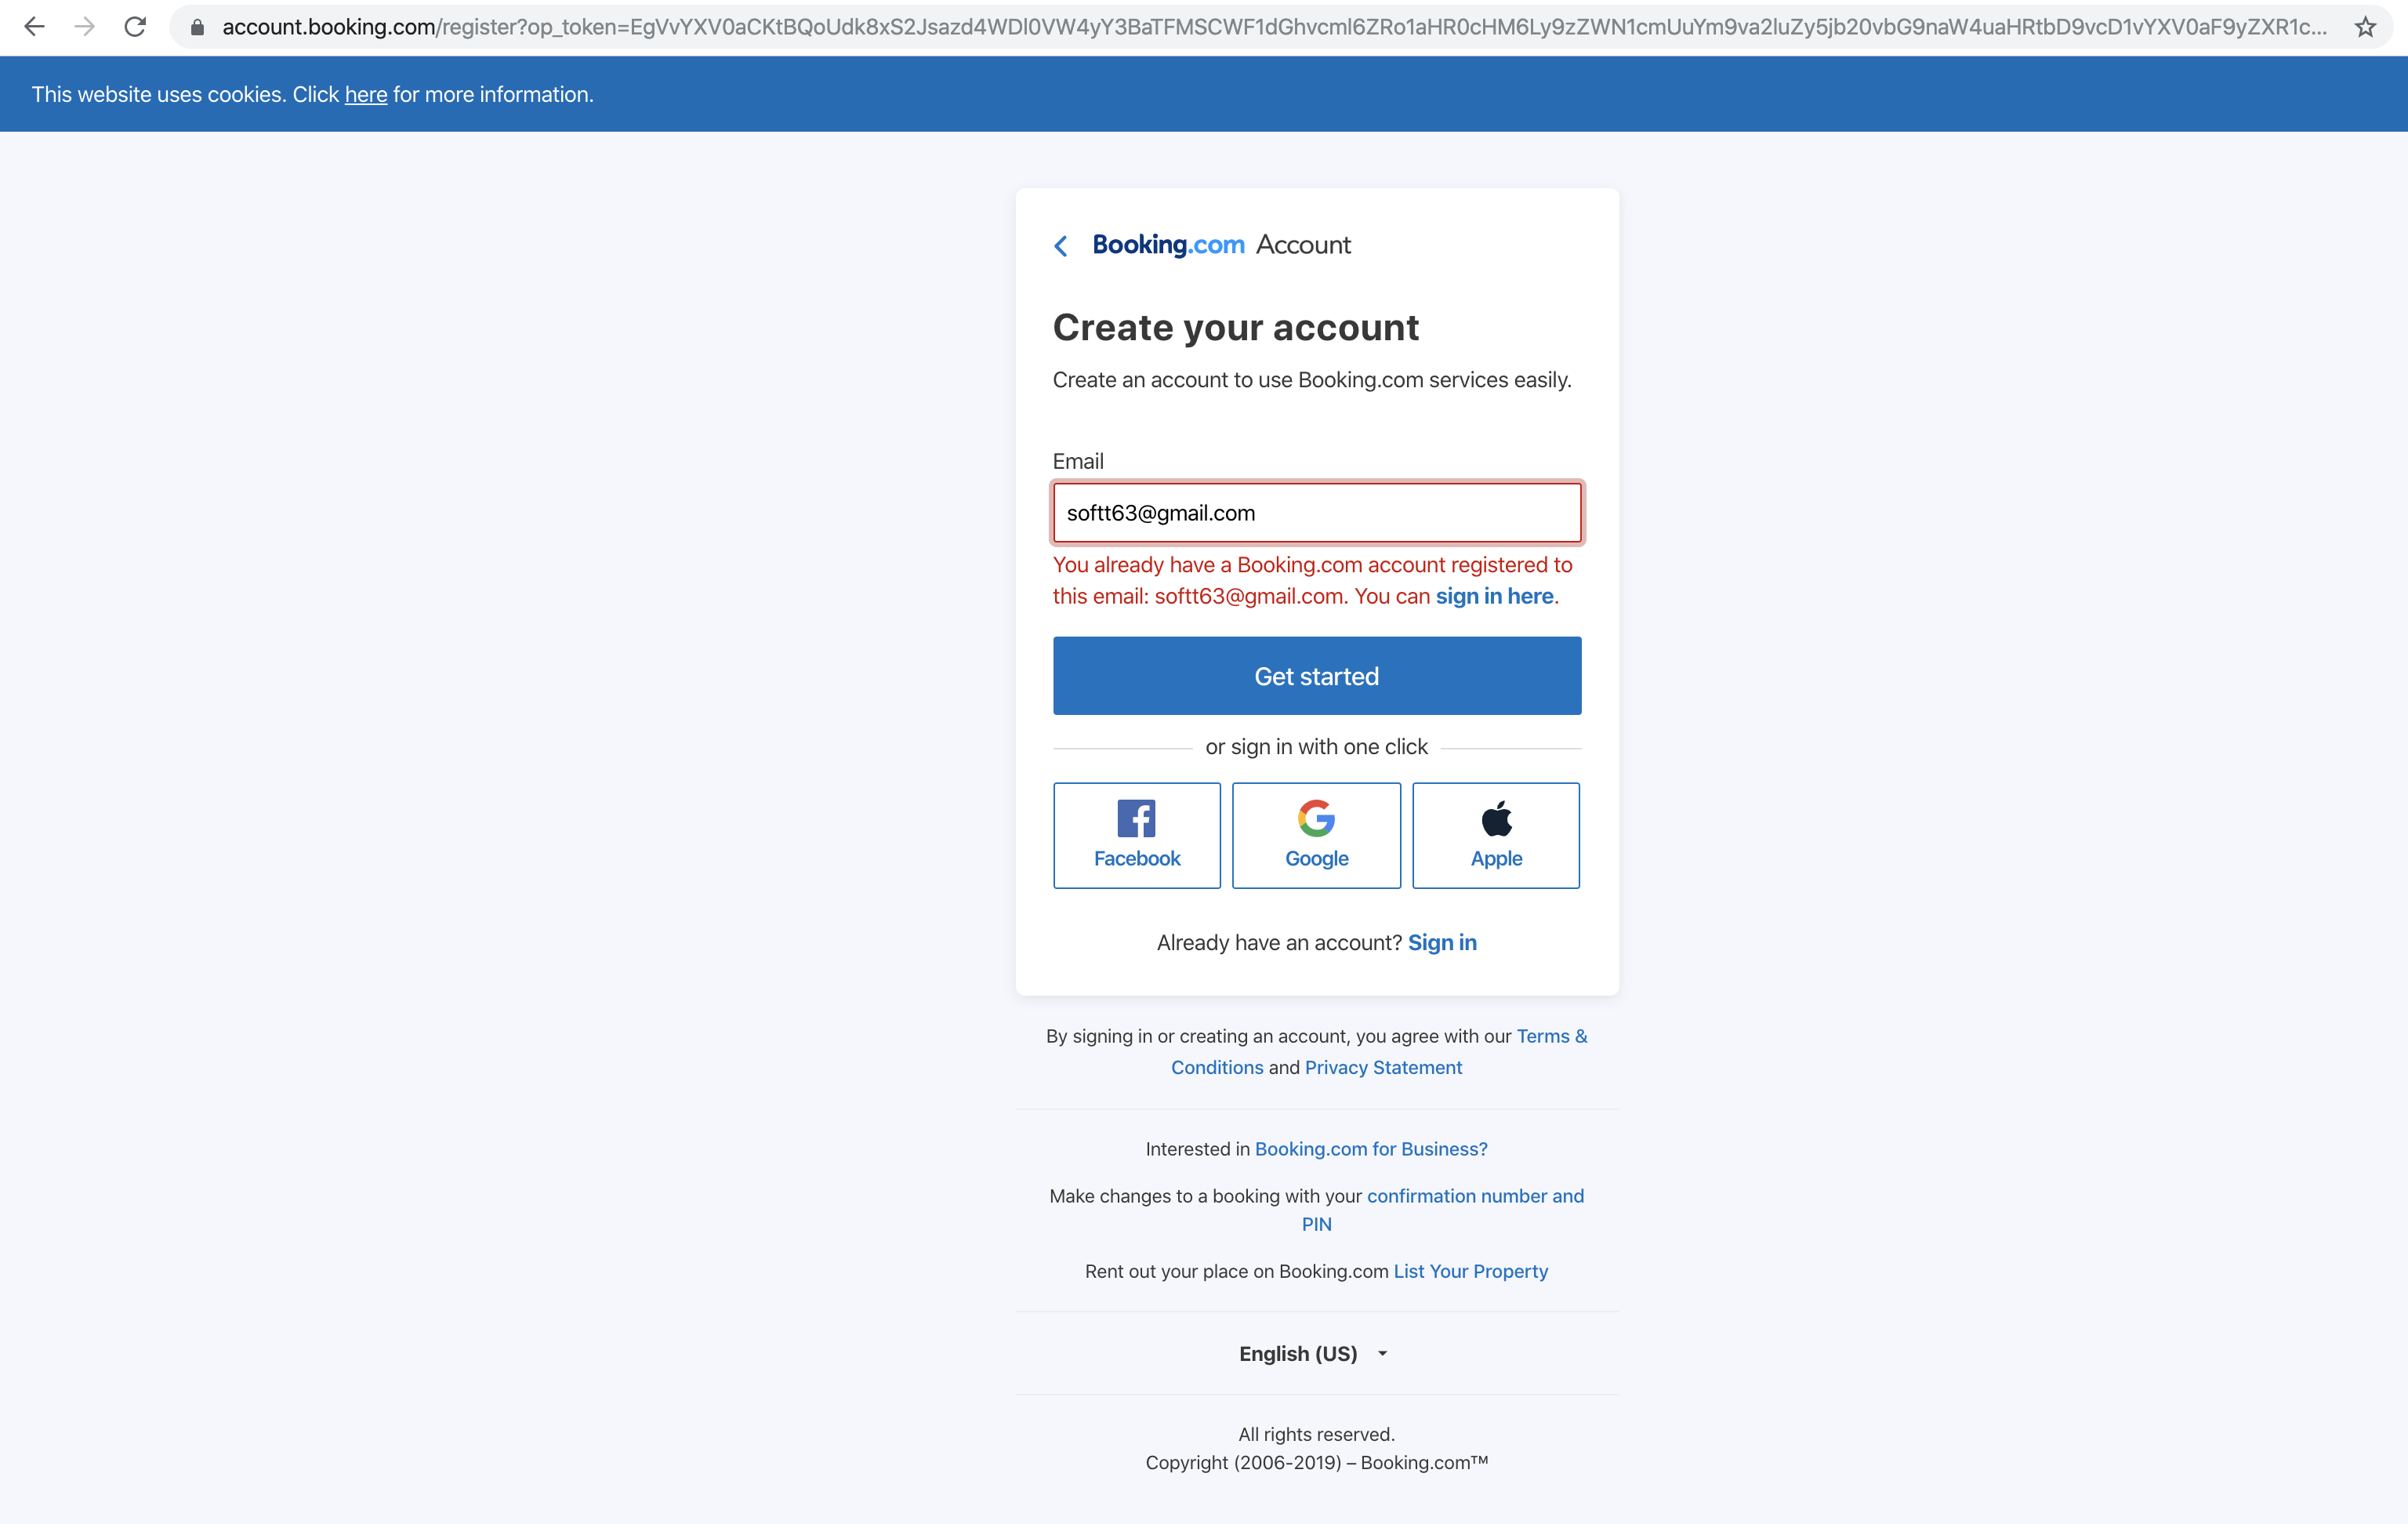 account.booking.com/register?op_token=EgVvYXV0aCKtBQoUdk8xS2Jsazd4WDl0VW4yY3BaTFMSCWF1dGhvcml6ZRo1aHR0cHM6Ly9zZWN1cmUuYm9va2luZy5jb20vbG9naW4uaHRtbD9vcD1vYXV0aF9yZXR1c...
This website uses cookies. Click here for more information.
Booking.com Account
Create your account
Create an account to use Booking.com services easily.
Email
softt63@gmail.com
You already have a Booking.com account registered to
this email: softt63@gmail.com. You can sign in here.
Get started
or sign in with one click
Facebook Google Apple
Already have an account? Sign in
By signing in or creating an account, you agree with our Terms &
Conditions and Privacy Statement
Interested in Booking.com for Business?
Make changes to a booking with your confirmation number and
PIN
Rent out your place on Booking.com List Your Property
English (US)
All rights reserved.
Copyright (2006-2019) – Booking.com™